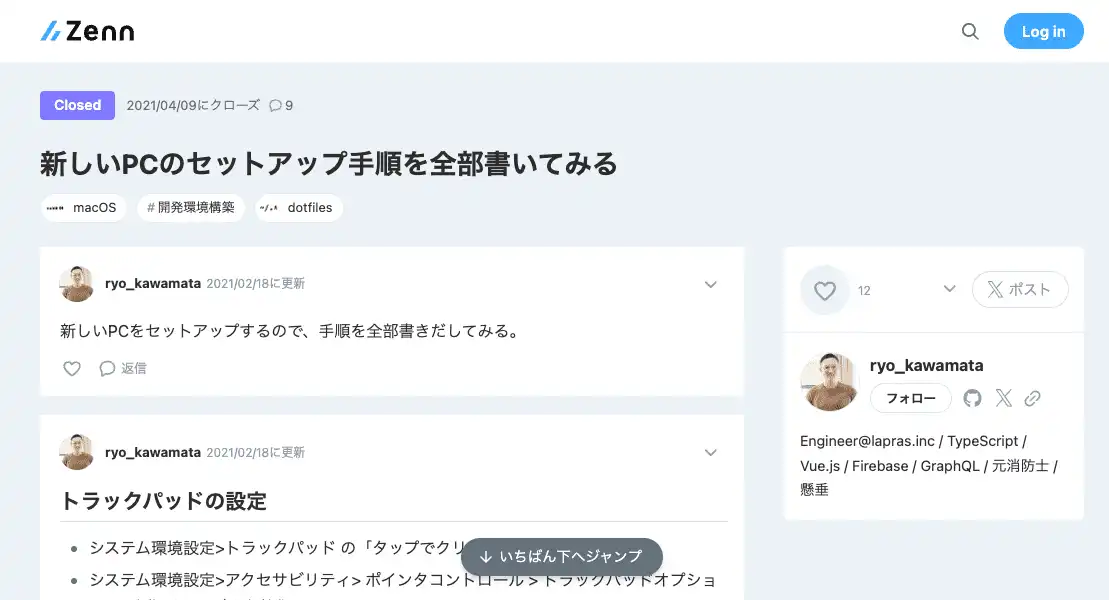 Zenn
Log in
Closed 2021/04/09にクローズ 9
新しいPCのセットアップ手順を全部書いてみる
macOS #開発環境構築 dotfiles
ryo_kawamata 2021/02/18に更新
新しいPCをセットアップするので、手順を全部書きだしてみる。
返信
ryo_kawamata 2021/02/18に更新
トラックパッドの設定
システム環境設定>トラックパッド の「タップでクリ
システム環境設定>アクセサビリティ> ポインタコントロール > トラックパッドオプショ
↓ いちばん下へジャンプ
12
ポスト
ryo_kawamata
フォロー
Engineer@lapras.inc / TypeScript /
Vue.js / Firebase / GraphQL / 元消防士 /
懸垂